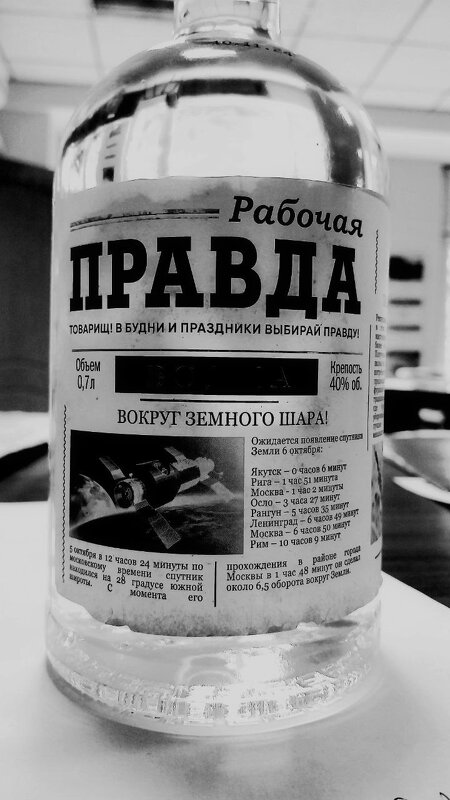 Рабочая
ПРАВДА
ТОВАРИЩ! В БУДНИ И ПРАЗДНИКИ ВЫБИРАЙ ПРАВДУ!
Объем
0,7л
ВОДКА
Крепость
40% об.
ВОКРУГ ЗЕМНОГО ШАРА!
Ожидается появление спутника
Земли 6 октября:
Якутск – 0 часов 6 минут
Рига – 1 час 51 минута
Москва - 1 час 2 минуты
Осло – 3 часа 27 минут
Рангун – 5 часов 35 минут
Ленинград – 6 часов 49 минут
Москва – 6 часов 50 минут
Рим – 10 часов 9 минут
5 октября в 12 часов 24 минуты по
московскому времени спутник
находился на 28 градусе южной
широты. С момента его
прохождения в районе города
Москвы в 1 час 48 минут он сделал
около 6,5 оборота вокруг Земли.